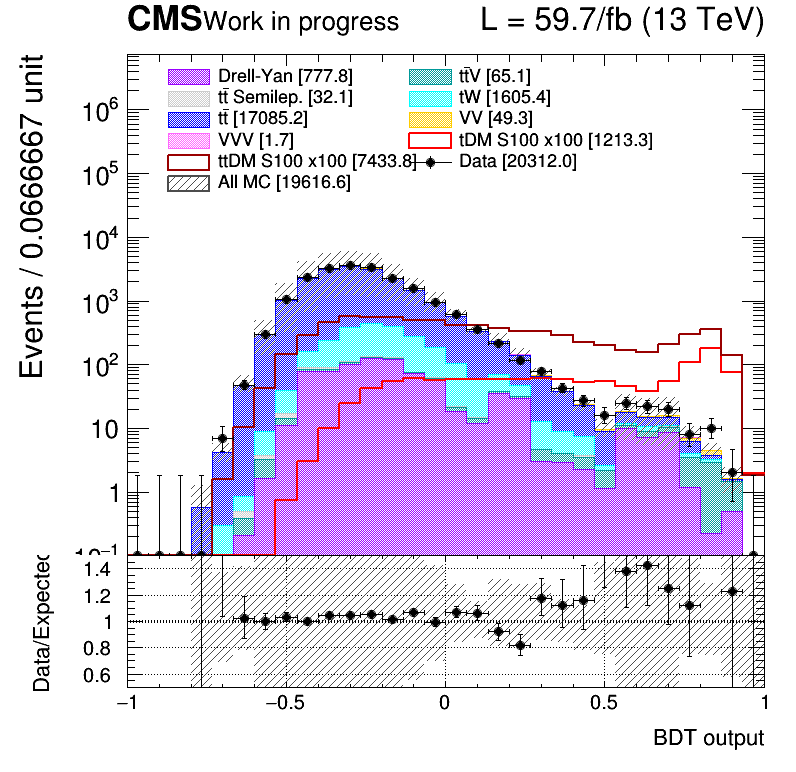 CMS Work in progress L = 59.7/fb (13 TeV)
Events / 0.0666667 unit
Drell-Yan [777.8] tt̄V [65.1]
tt̄ Semilep. [32.1] tW [1605.4]
tt̄ [17085.2] VV [49.3]
VVV [1.7] tDM S100 x100 [1213.3]
ttDM S100 x100 [7433.8] Data [20312.0]
All MC [19616.6]
10⁶
10⁵
10⁴
10³
10²
10
1
10⁻¹
Data/Expected
1.4
1.2
1
0.8
0.6
−1 −0.5 0 0.5 1
BDT output